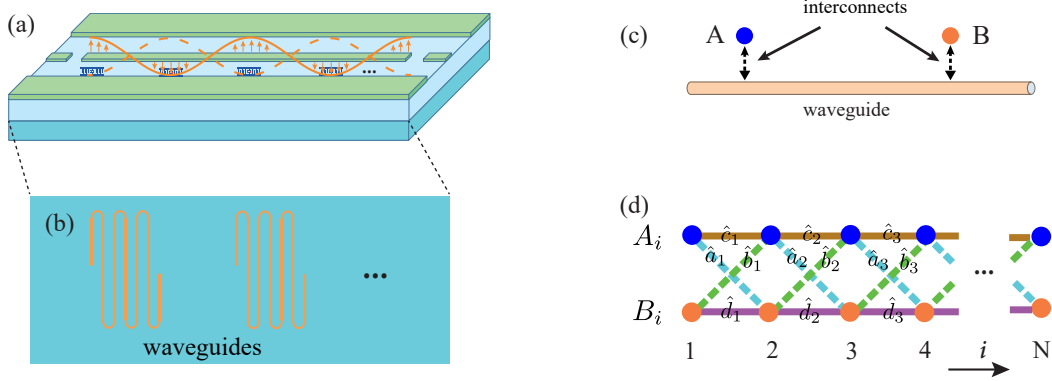 (a)
...
(b)
...
waveguides
(c)
interconnects
A
B
waveguide
(d)
A_i
ĉ_1 ĉ_2 ĉ_3
â_1 b̂_1 â_2 b̂_2 â_3 b̂_3
...
B_i
d̂_1 d̂_2 d̂_3
1 2 3 4 i N